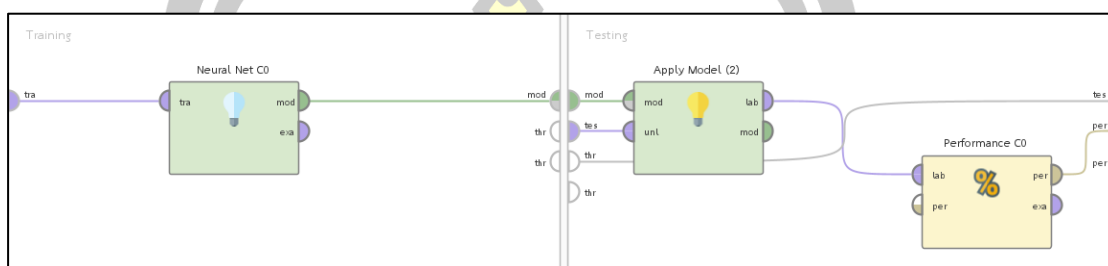 Training
Testing
Neural Net C0
tra
tra
mod
exa
mod
thr
thr
mod
tes
thr
thr
Apply Model (2)
mod
unl
lab
mod
Performance C0
lab
per
%
per
exa
tes
per
per